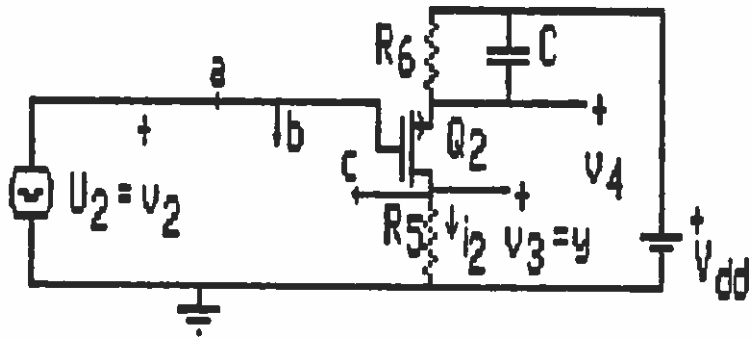 R6
C
a
+
b
Q2
+
v4
c
+
U2=v2
R5
i2
v3=y
+
Vdd